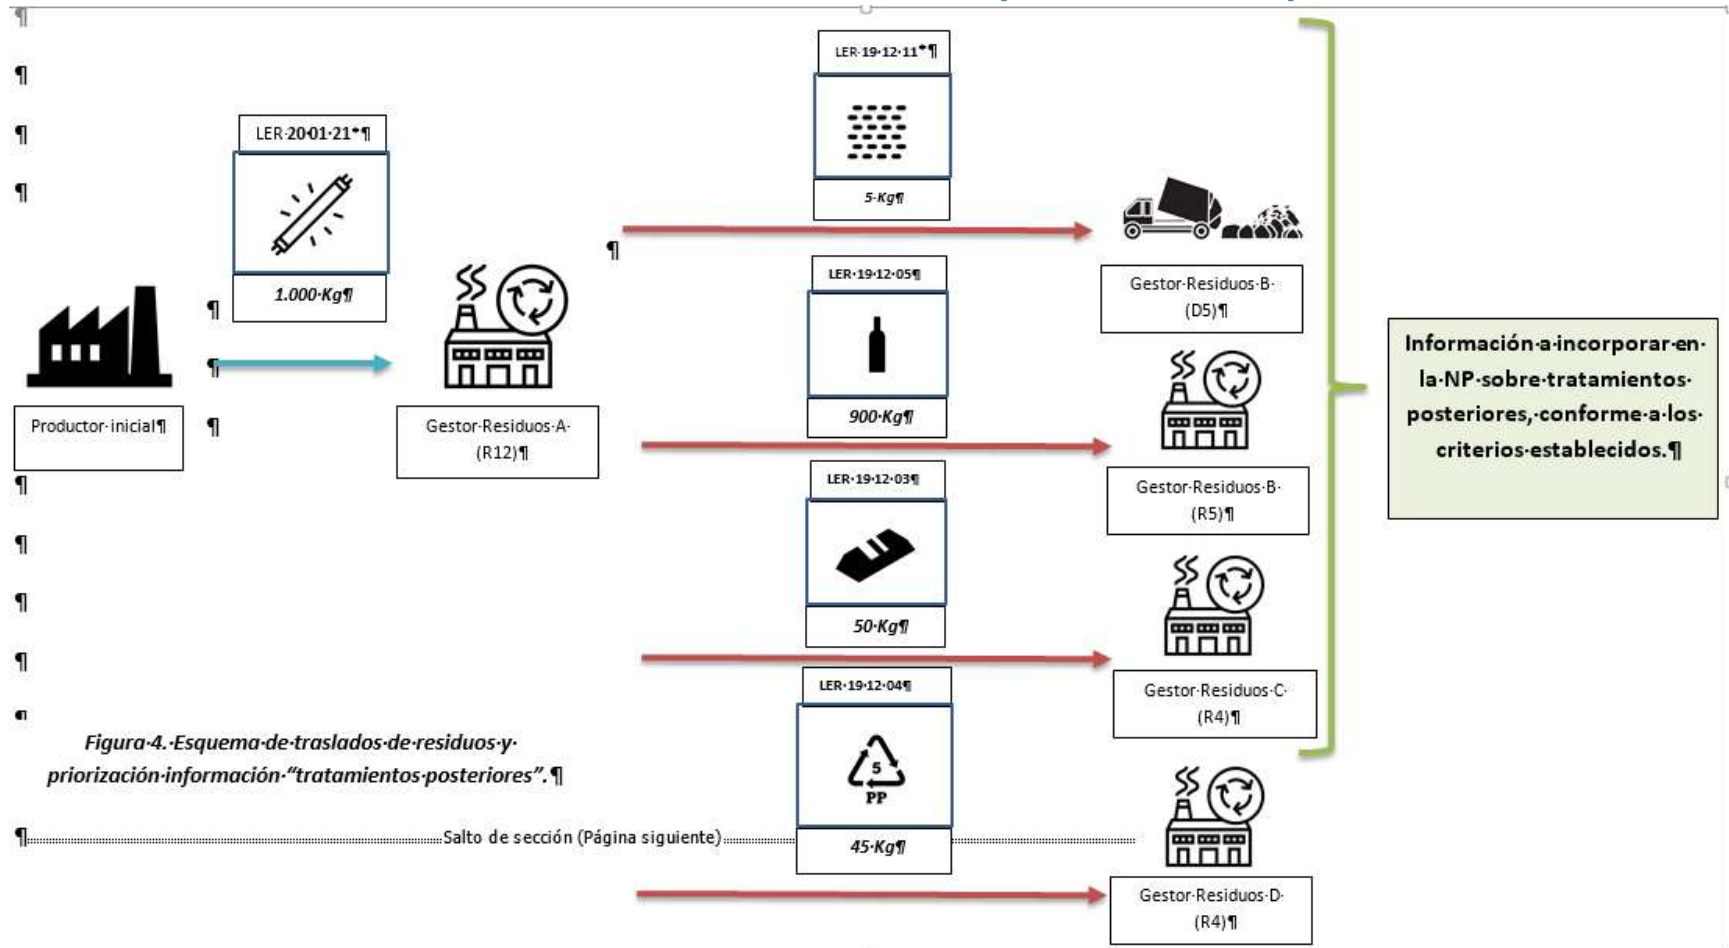 LER·19·12·11*¶
5·Kg¶
LER·20·01·21*¶
1.000·Kg¶
Productor·inicial¶
Gestor·Residuos·A·
(R12)¶
Gestor·Residuos·B·
(D5)¶
LER·19·12·05¶
900·Kg¶
Gestor·Residuos·B·
(R5)¶
LER·19·12·03¶
50·Kg¶
Gestor·Residuos·C·
(R4)¶
LER·19·12·04¶
5
PP
45·Kg¶
Gestor·Residuos·D·
(R4)¶
Información·a·incorporar·en·
la·NP·sobre·tratamientos·
posteriores,·conforme·a·los·
criterios·establecidos.¶
Figura·4.·Esquema·de·traslados·de·residuos·y·
priorización·información·“tratamientos·posteriores”.¶
Salto de sección (Página siguiente)